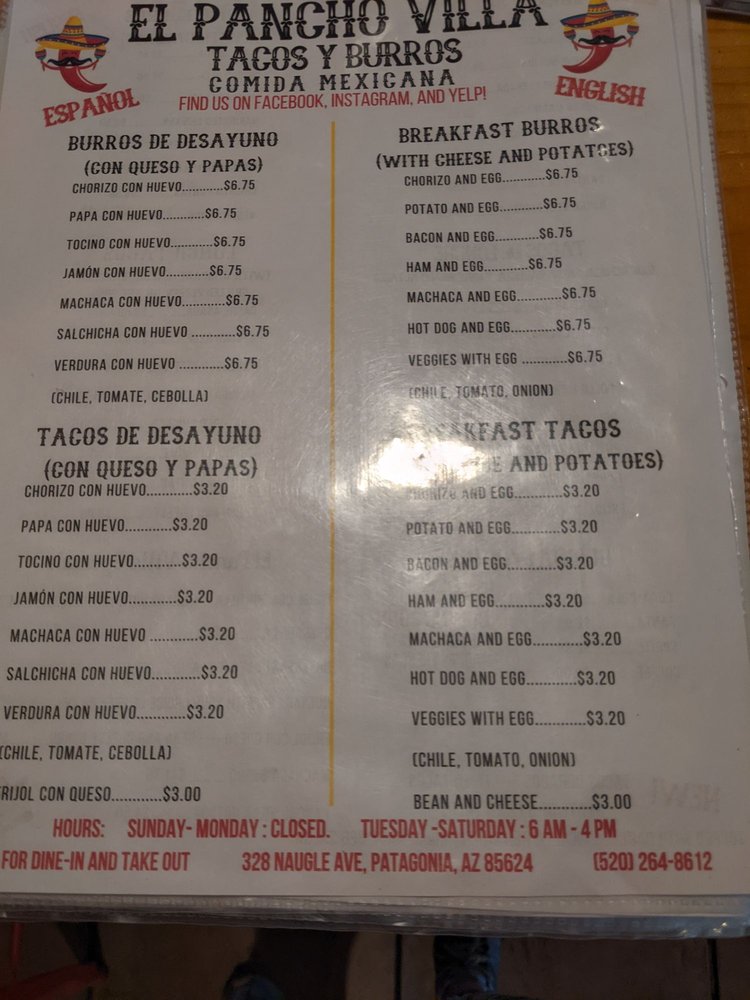 EL PANCHO VILLA
TACOS Y BURROS
COMIDA MEXICANA
FIND US ON FACEBOOK, INSTAGRAM, AND YELP!
ESPAÑOL
ENGLISH
BURROS DE DESAYUNO
(CON QUESO Y PAPAS)
CHORIZO CON HUEVO............$6.75
PAPA CON HUEVO............$6.75
TOCINO CON HUEVO............$6.75
JAMÓN CON HUEVO............$6.75
MACHACA CON HUEVO............$6.75
SALCHICHA CON HUEVO ............$6.75
VERDURA CON HUEVO ............$6.75
(CHILE, TOMATE, CEBOLLA)
TACOS DE DESAYUNO
(CON QUESO Y PAPAS)
CHORIZO CON HUEVO............$3.20
PAPA CON HUEVO............$3.20
TOCINO CON HUEVO............$3.20
JAMÓN CON HUEVO............$3.20
MACHACA CON HUEVO ............$3.20
SALCHICHA CON HUEVO............$3.20
VERDURA CON HUEVO............$3.20
(CHILE, TOMATE, CEBOLLA)
RIJOL CON QUESO............$3.00
BREAKFAST BURROS
(WITH CHEESE AND POTATOES)
CHORIZO AND EGG............$6.75
POTATO AND EGG............$6.75
BACON AND EGG............$6.75
HAM AND EGG............$6.75
MACHACA AND EGG............$6.75
HOT DOG AND EGG............$6.75
VEGGIES WITH EGG ............$6.75
(CHILE, TOMATO, ONION)
BREAKFAST TACOS
AND POTATOES)
CHORIZO AND EGG............$3.20
POTATO AND EGG............$3.20
BACON AND EGG............$3.20
HAM AND EGG............$3.20
MACHACA AND EGG............$3.20
HOT DOG AND EGG............$3.20
VEGGIES WITH EGG............$3.20
(CHILE, TOMATO, ONION)
BEAN AND CHEESE............$3.00
HOURS: SUNDAY- MONDAY : CLOSED. TUESDAY -SATURDAY : 6 AM - 4 PM
FOR DINE-IN AND TAKE OUT 328 NAUGLE AVE, PATAGONIA, AZ 85624 (520) 264-8612